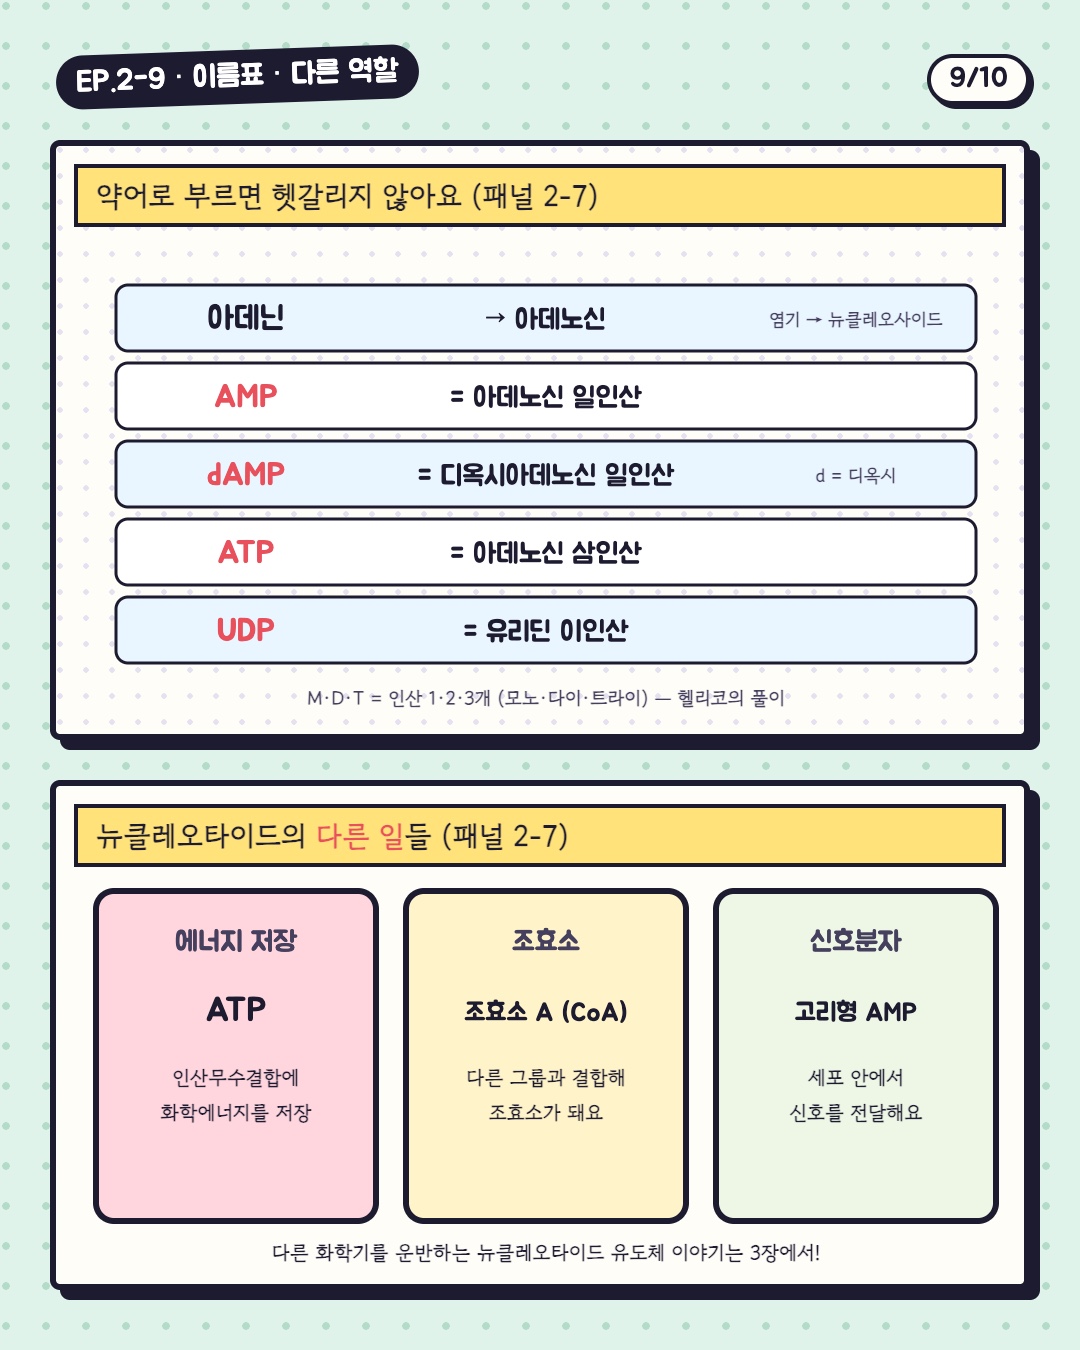 EP.2-9 · 이름표 · 다른 역할
9/10
약어로 부르면 헷갈리지 않아요 (패널 2-7)
아데닌 → 아데노신 염기 → 뉴클레오사이드
AMP = 아데노신 일인산
dAMP = 디옥시아데노신 일인산 d = 디옥시
ATP = 아데노신 삼인산
UDP = 유리딘 이인산
M·D·T = 인산 1·2·3개 (모노·다이·트라이) — 헬리코의 풀이
뉴클레오타이드의 다른 일들 (패널 2-7)
에너지 저장
ATP
인산무수결합에
화학에너지를 저장
조효소
조효소 A (CoA)
다른 그룹과 결합해
조효소가 돼요
신호분자
고리형 AMP
세포 안에서
신호를 전달해요
다른 화학기를 운반하는 뉴클레오타이드 유도체 이야기는 3장에서!